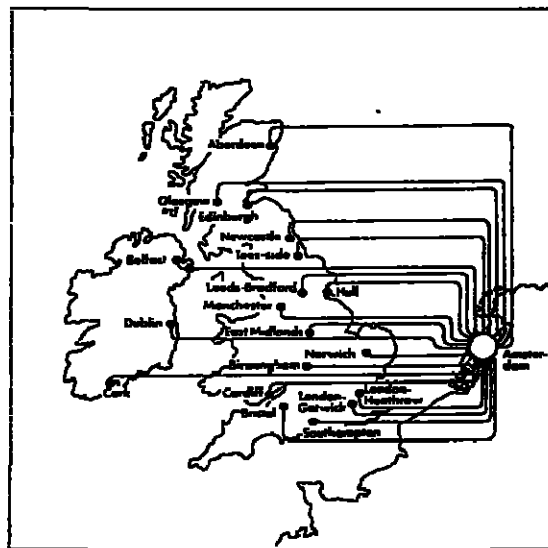 Aberdeen
Glasgow
Edinburgh
Newcastle
Tees-side
Belfast
Leeds-Bradford
Hull
Manchester
Dublin
East Midlands
Norwich
Amster-
dam
Birmingham
Cork
Cardiff
London-
Heathrow
London-
Gatwick
Bristol
Southampton